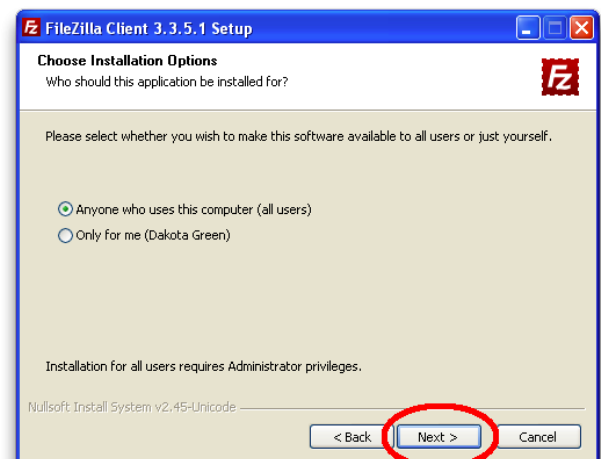 FileZilla Client 3.3.5.1 Setup
Choose Installation Options
Who should this application be installed for?
Fz
Please select whether you wish to make this software available to all users or just yourself.
Anyone who uses this computer (all users)
Only for me (Dakota Green)
Installation for all users requires Administrator privileges.
Nullsoft Install System v2.45-Unicode
< Back Next > Cancel